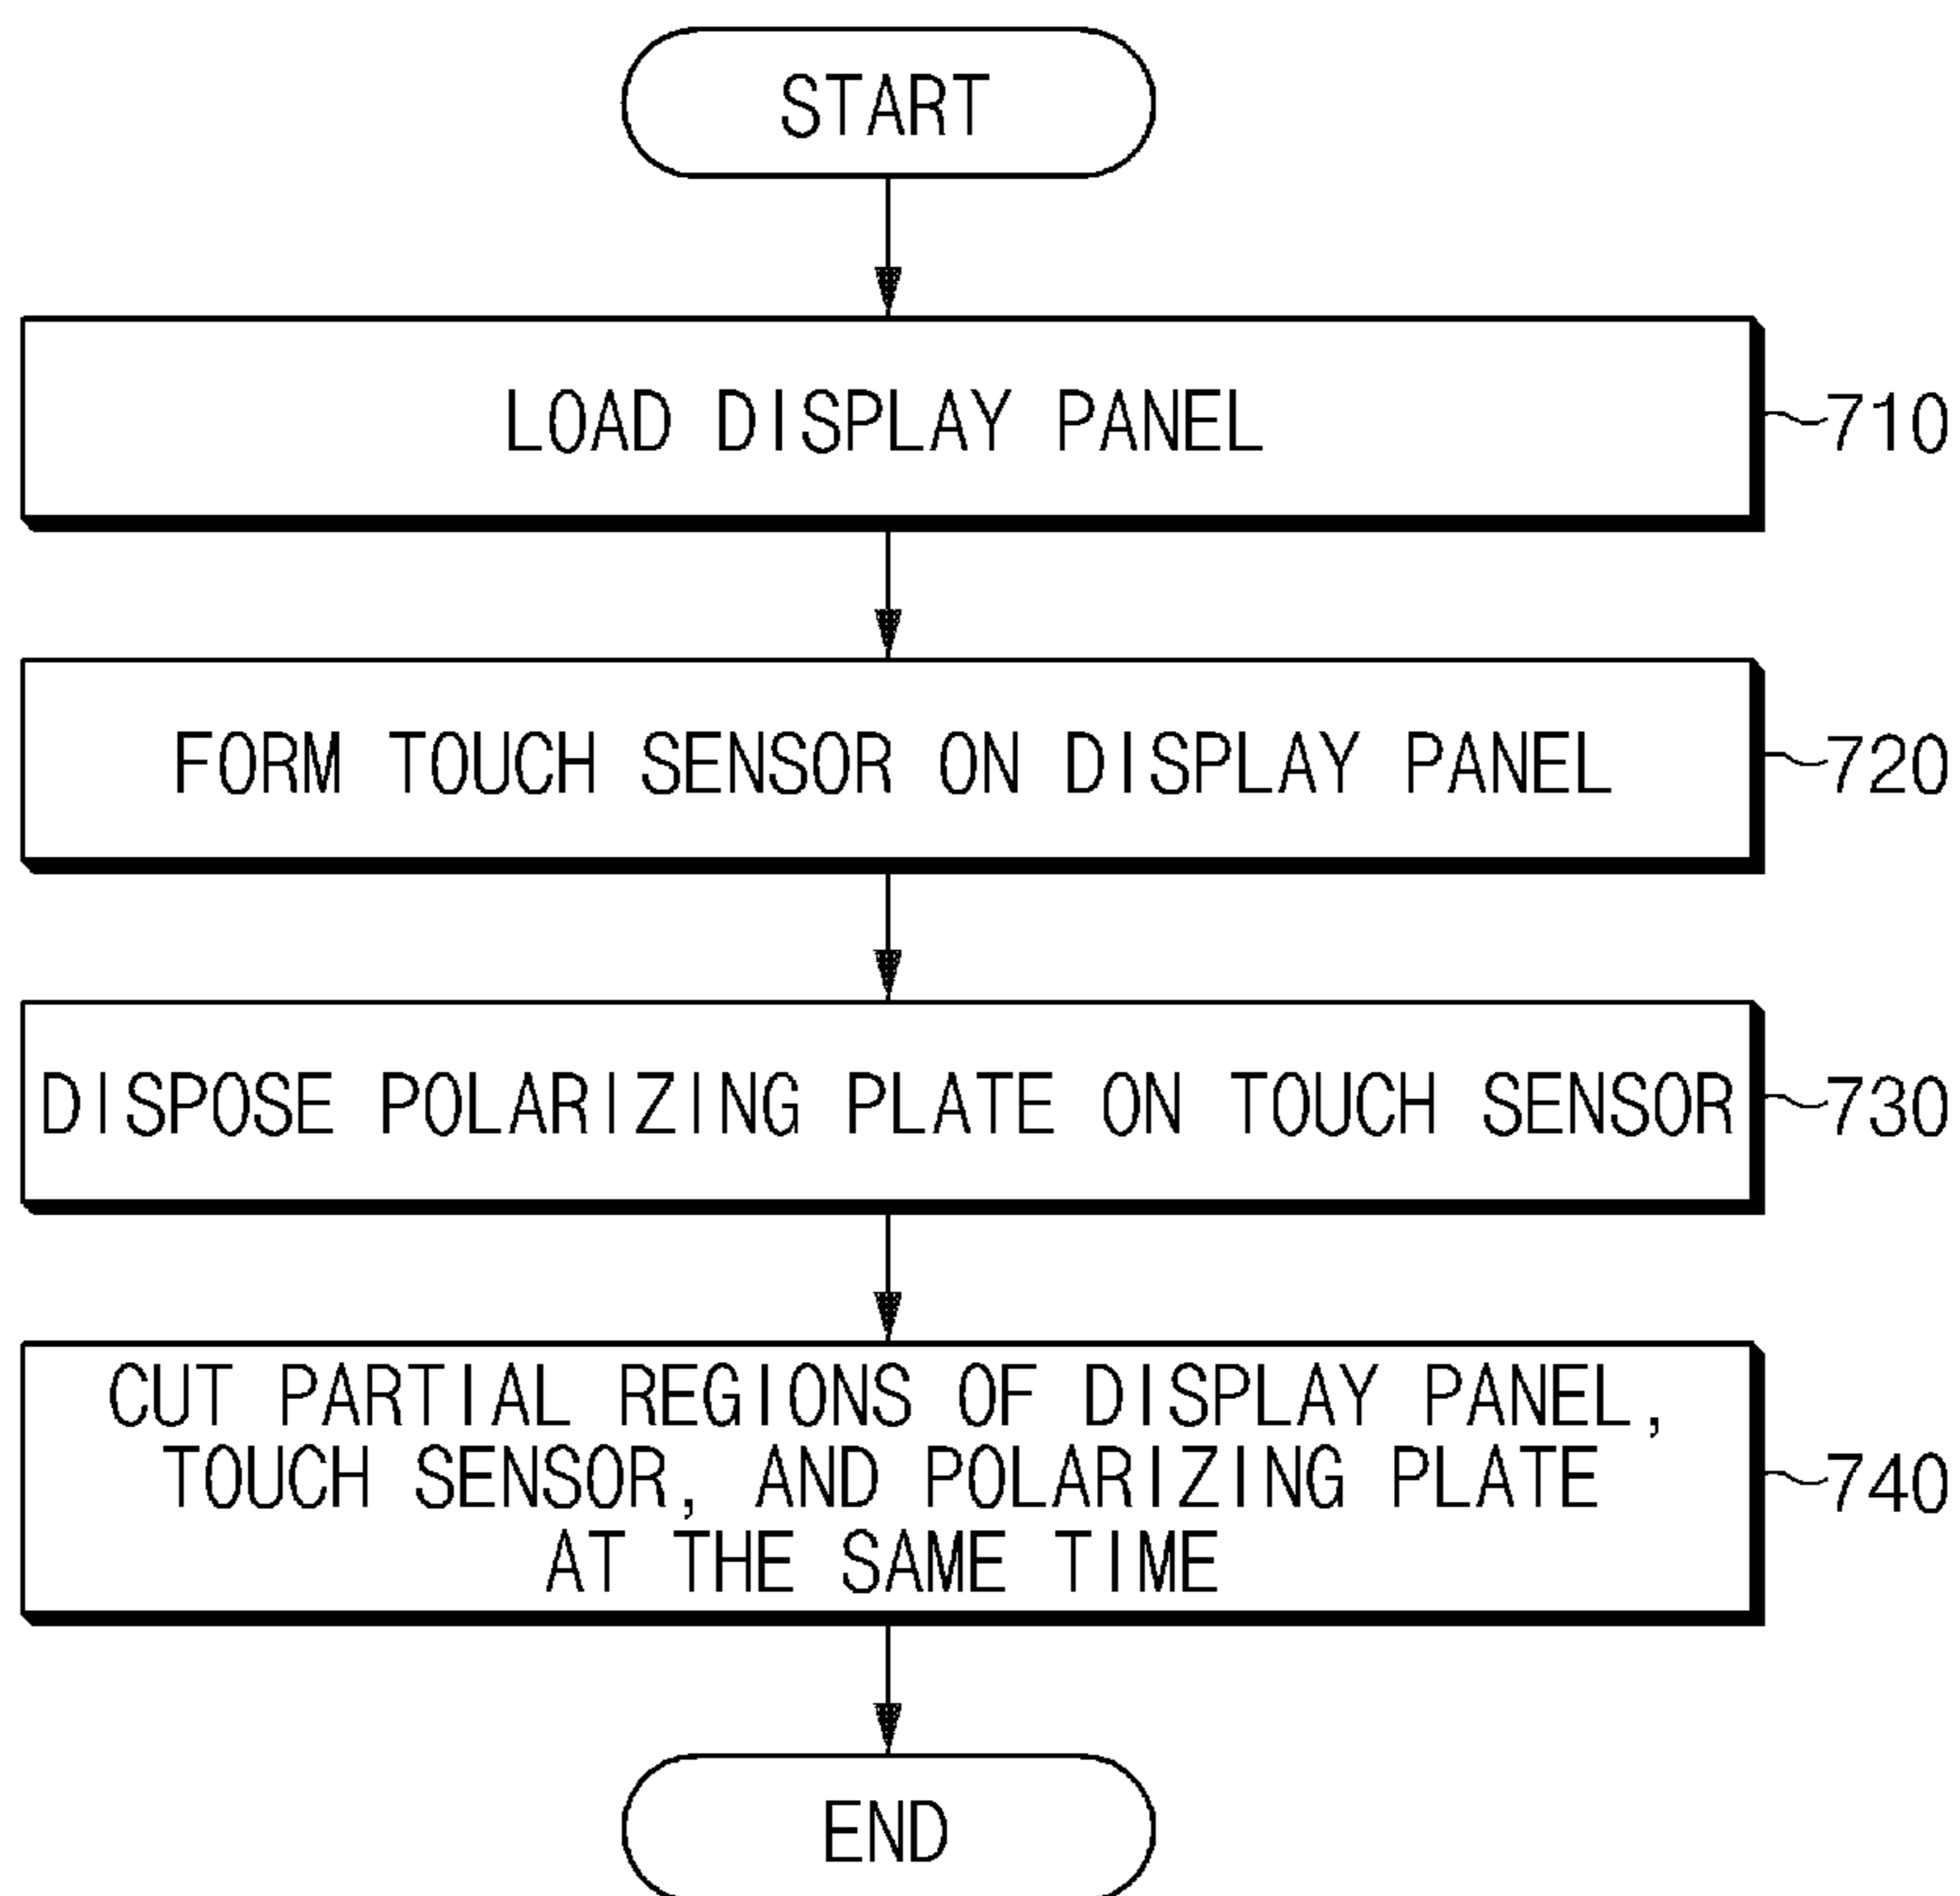 START
LOAD DISPLAY PANEL
710
FORM TOUCH SENSOR ON DISPLAY PANEL
720
DISPOSE POLARIZING PLATE ON TOUCH SENSOR
730
CUT PARTIAL REGIONS OF DISPLAY PANEL,
TOUCH SENSOR, AND POLARIZING PLATE
740
AT THE SAME TIME
END